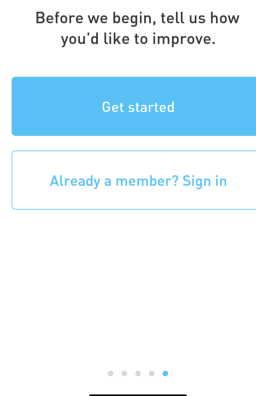 Before we begin, tell us how
you'd like to improve.
Get started
Already a member? Sign in